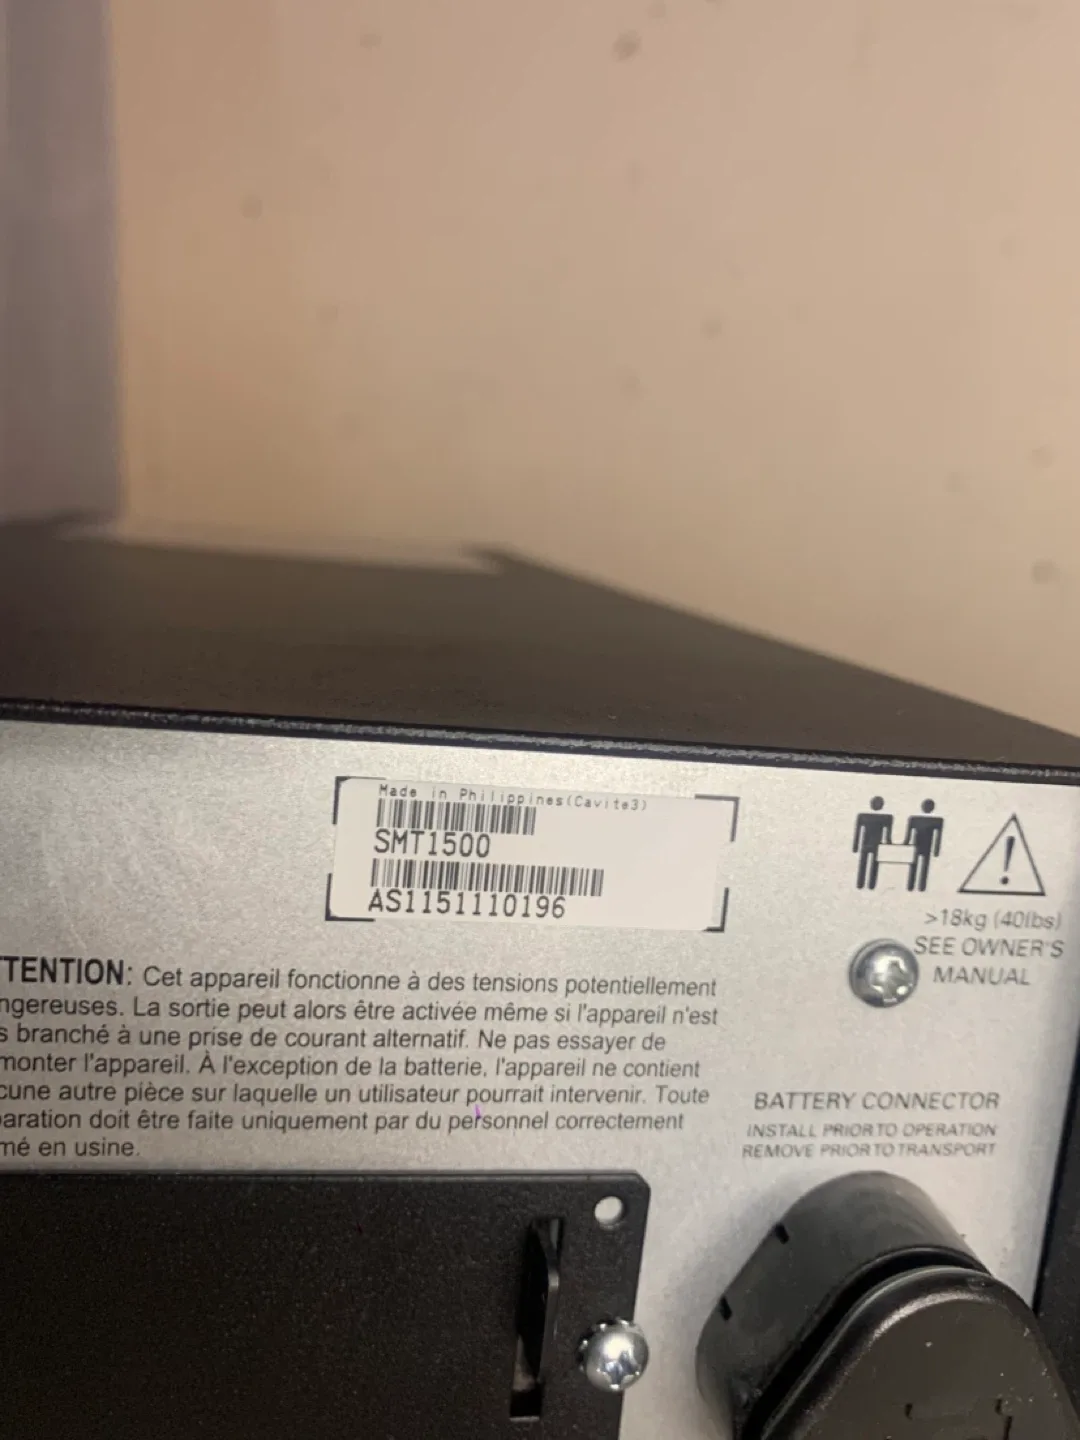 Made in Philippines(Cavite3)
SMT1500
AS1151110196
>18kg (40lbs)
SEE OWNER'S
MANUAL
TTENTION: Cet appareil fonctionne à des tensions potentiellement
ngereuses. La sortie peut alors être activée même si l'appareil n'est
s branché à une prise de courant alternatif. Ne pas essayer de
monter l'appareil. À l'exception de la batterie, l'appareil ne contient
cune autre pièce sur laquelle un utilisateur pourrait intervenir. Toute
paration doit être faite uniquement par du personnel correctement
mé en usine.
BATTERY CONNECTOR
INSTALL PRIOR TO OPERATION
REMOVE PRIOR TO TRANSPORT